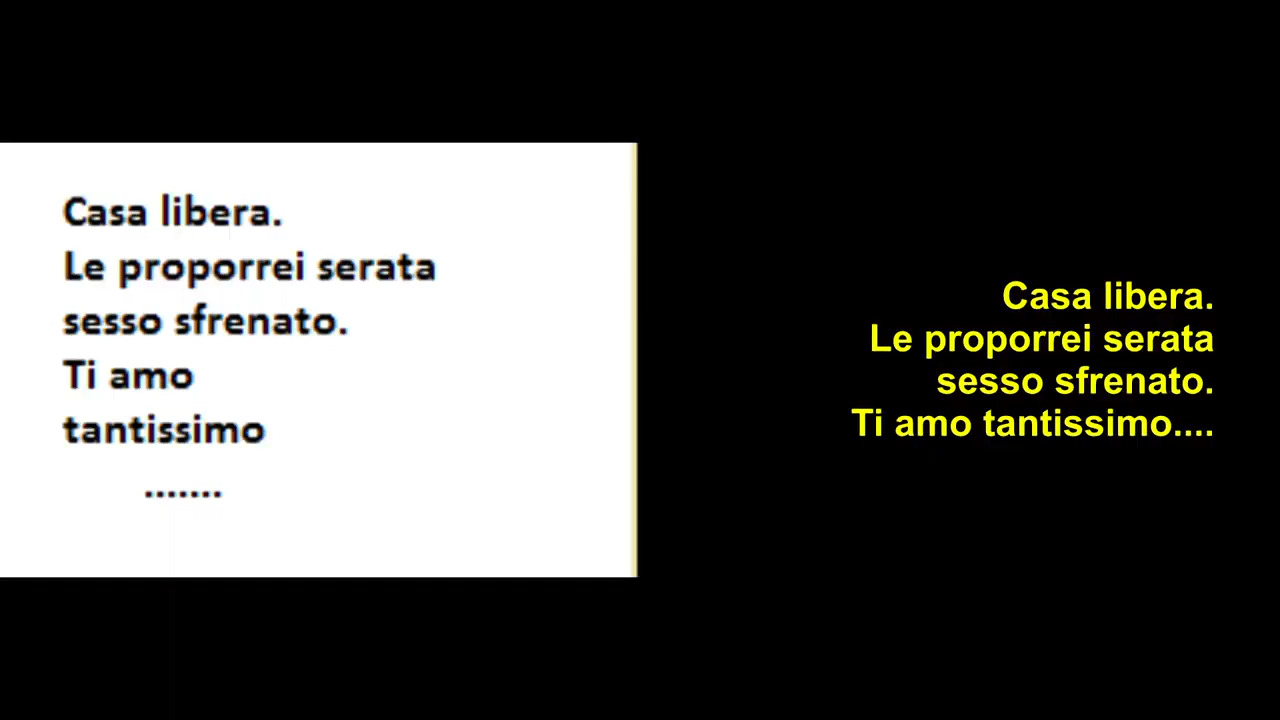 Casa libera.
Le proporrei serata
sesso sfrenato.
Ti amo
tantissimo
.......
Casa libera.
Le proporrei serata
sesso sfrenato.
Ti amo tantissimo....